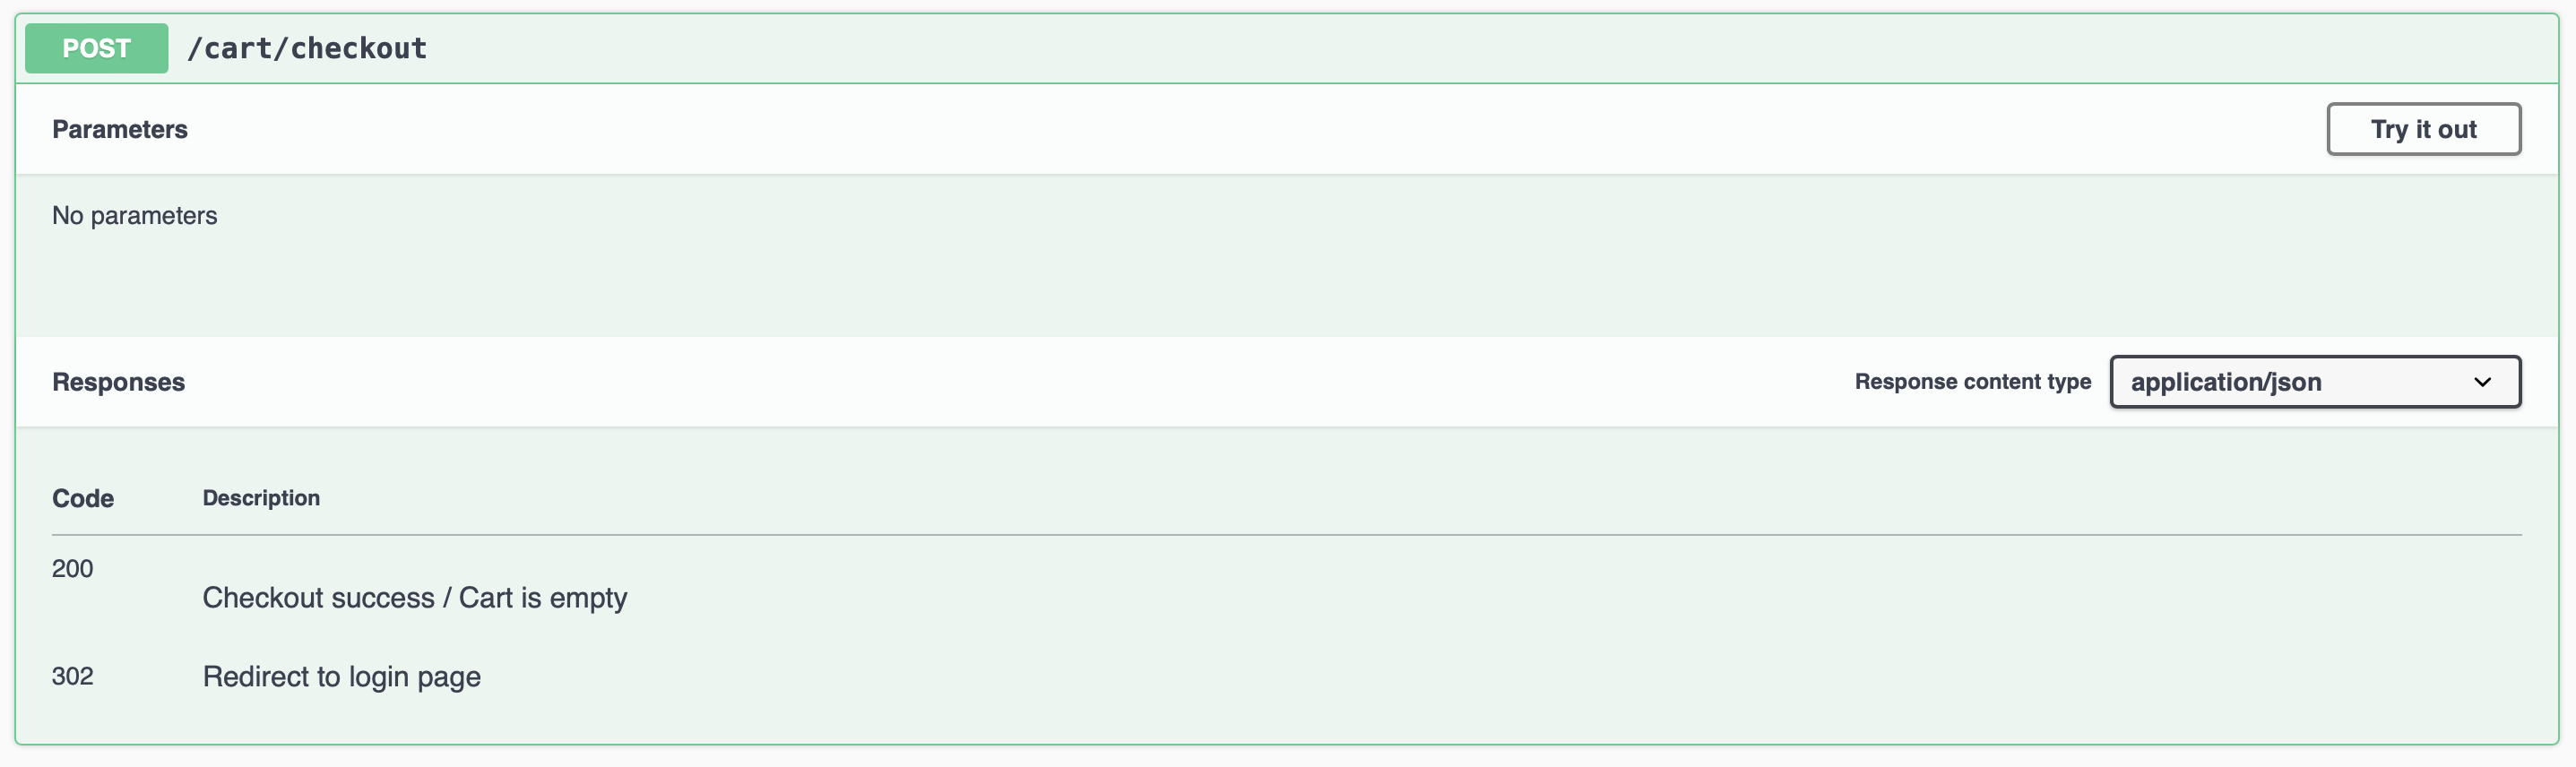 POST /cart/checkout
Parameters
Try it out
No parameters
Responses
Response content type application/json
Code Description
200 Checkout success / Cart is empty
302 Redirect to login page